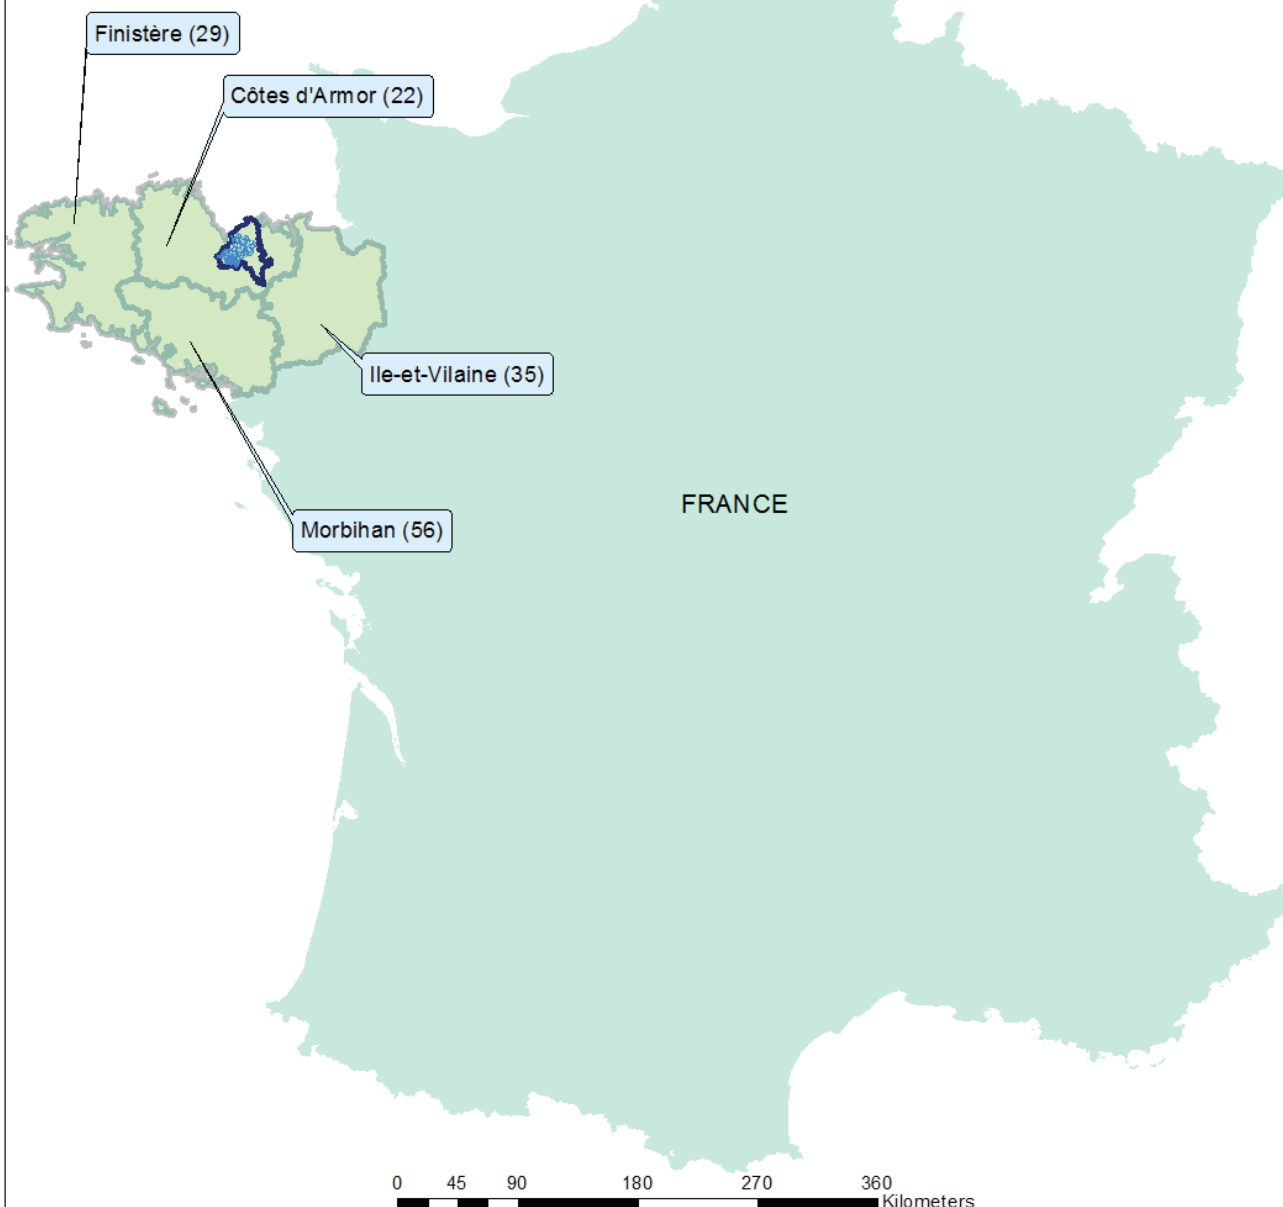 Finistère (29)
Côtes d'Armor (22)
Ile-et-Vilaine (35)
FRANCE
Morbihan (56)
0 45 90 180 270 360
Kilometers